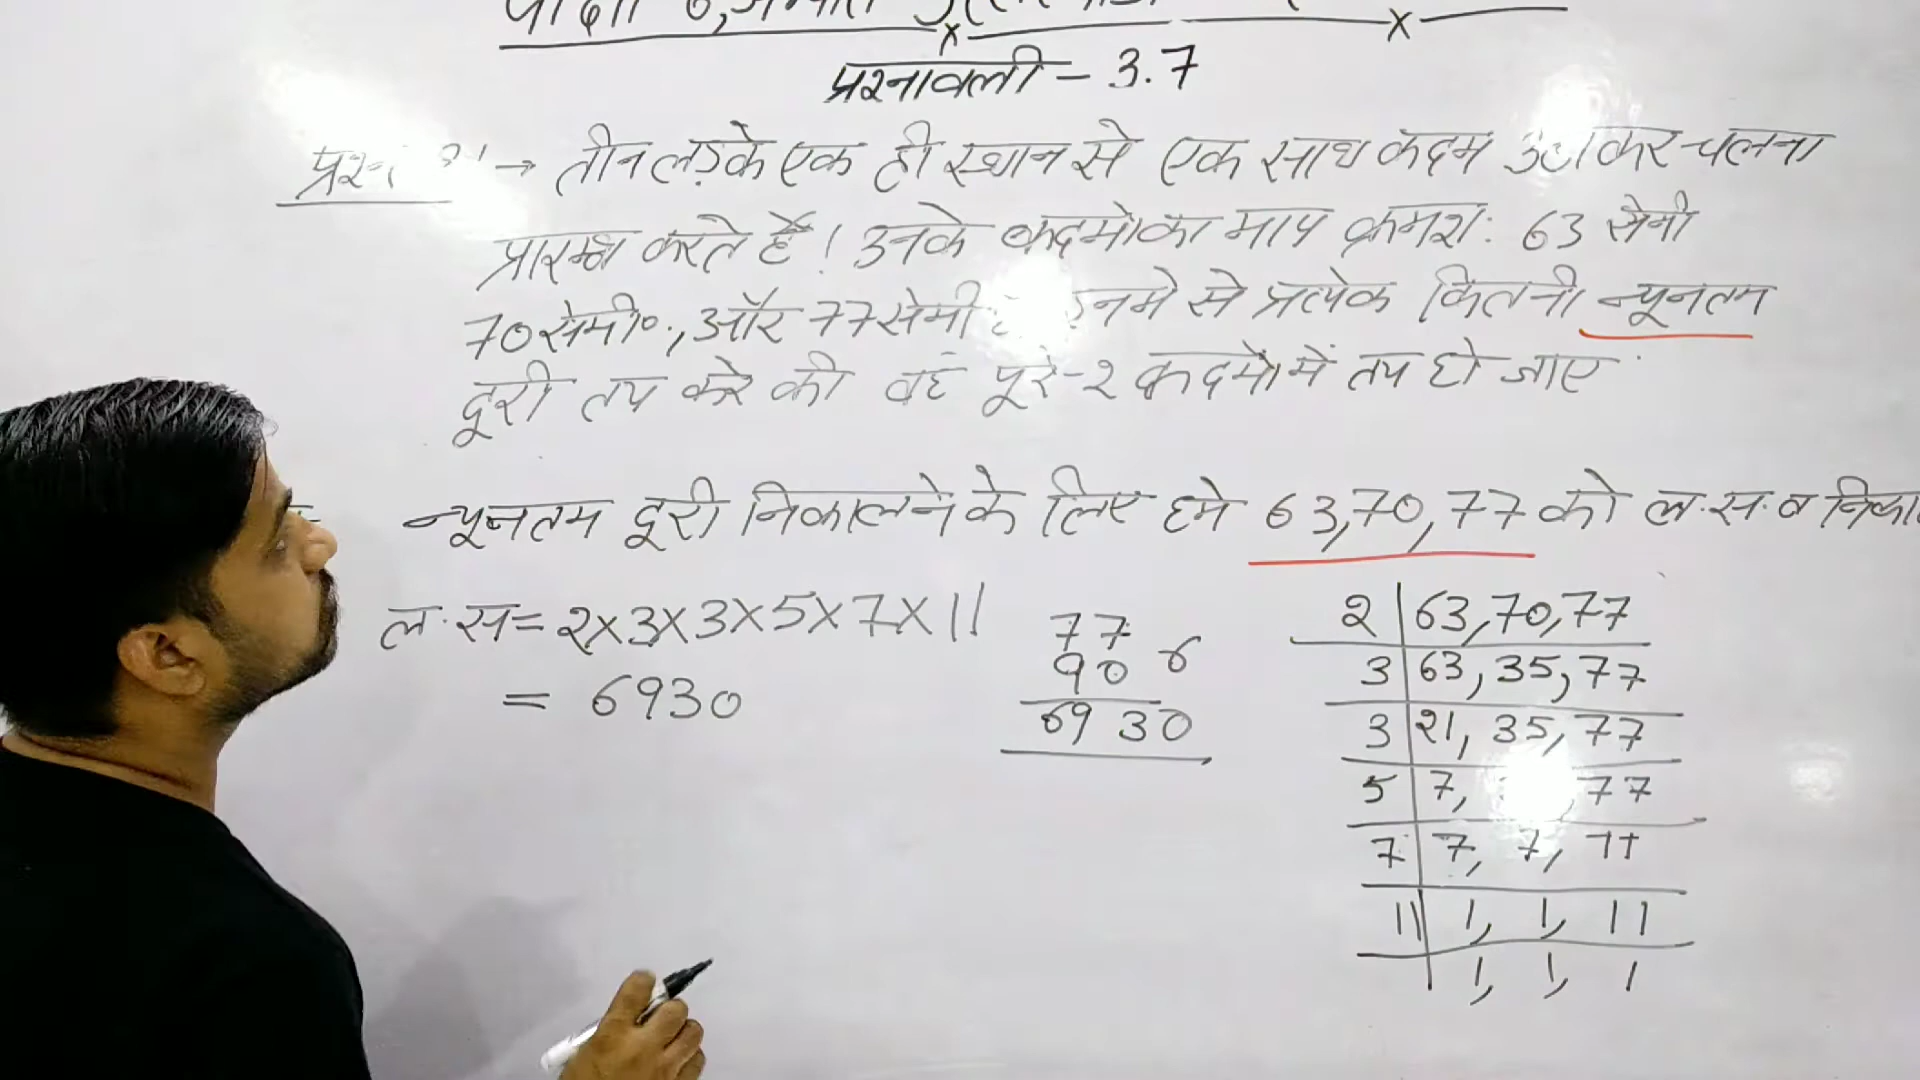 प्रश्नावली - 3.7
→ तीन लड़के एक ही स्थान से एक साथ कदम उठाकर चलना
प्रारम्भ करते है। उनके कदमो का माप क्रमश: 63 सेमी
70 सेमी०, और 77 सेमी इनमे से प्रत्येक कितनी न्यूनतम
दूरी तय करे की वह पूरे-2 कदमो में तय हो जाए
न्यूनतम दूरी निकालने के लिए हमे 63,70,77 को ल.स.व
ल.स = 2×3×3×5×7×11
= 6930
77
90
6930
2 | 63,70,77
3 | 63,35,77
3 | 21,35,77
5 | 7, ,77
7 | 7, 7, 77
11 | 1, 1, 11
1, 1, 1